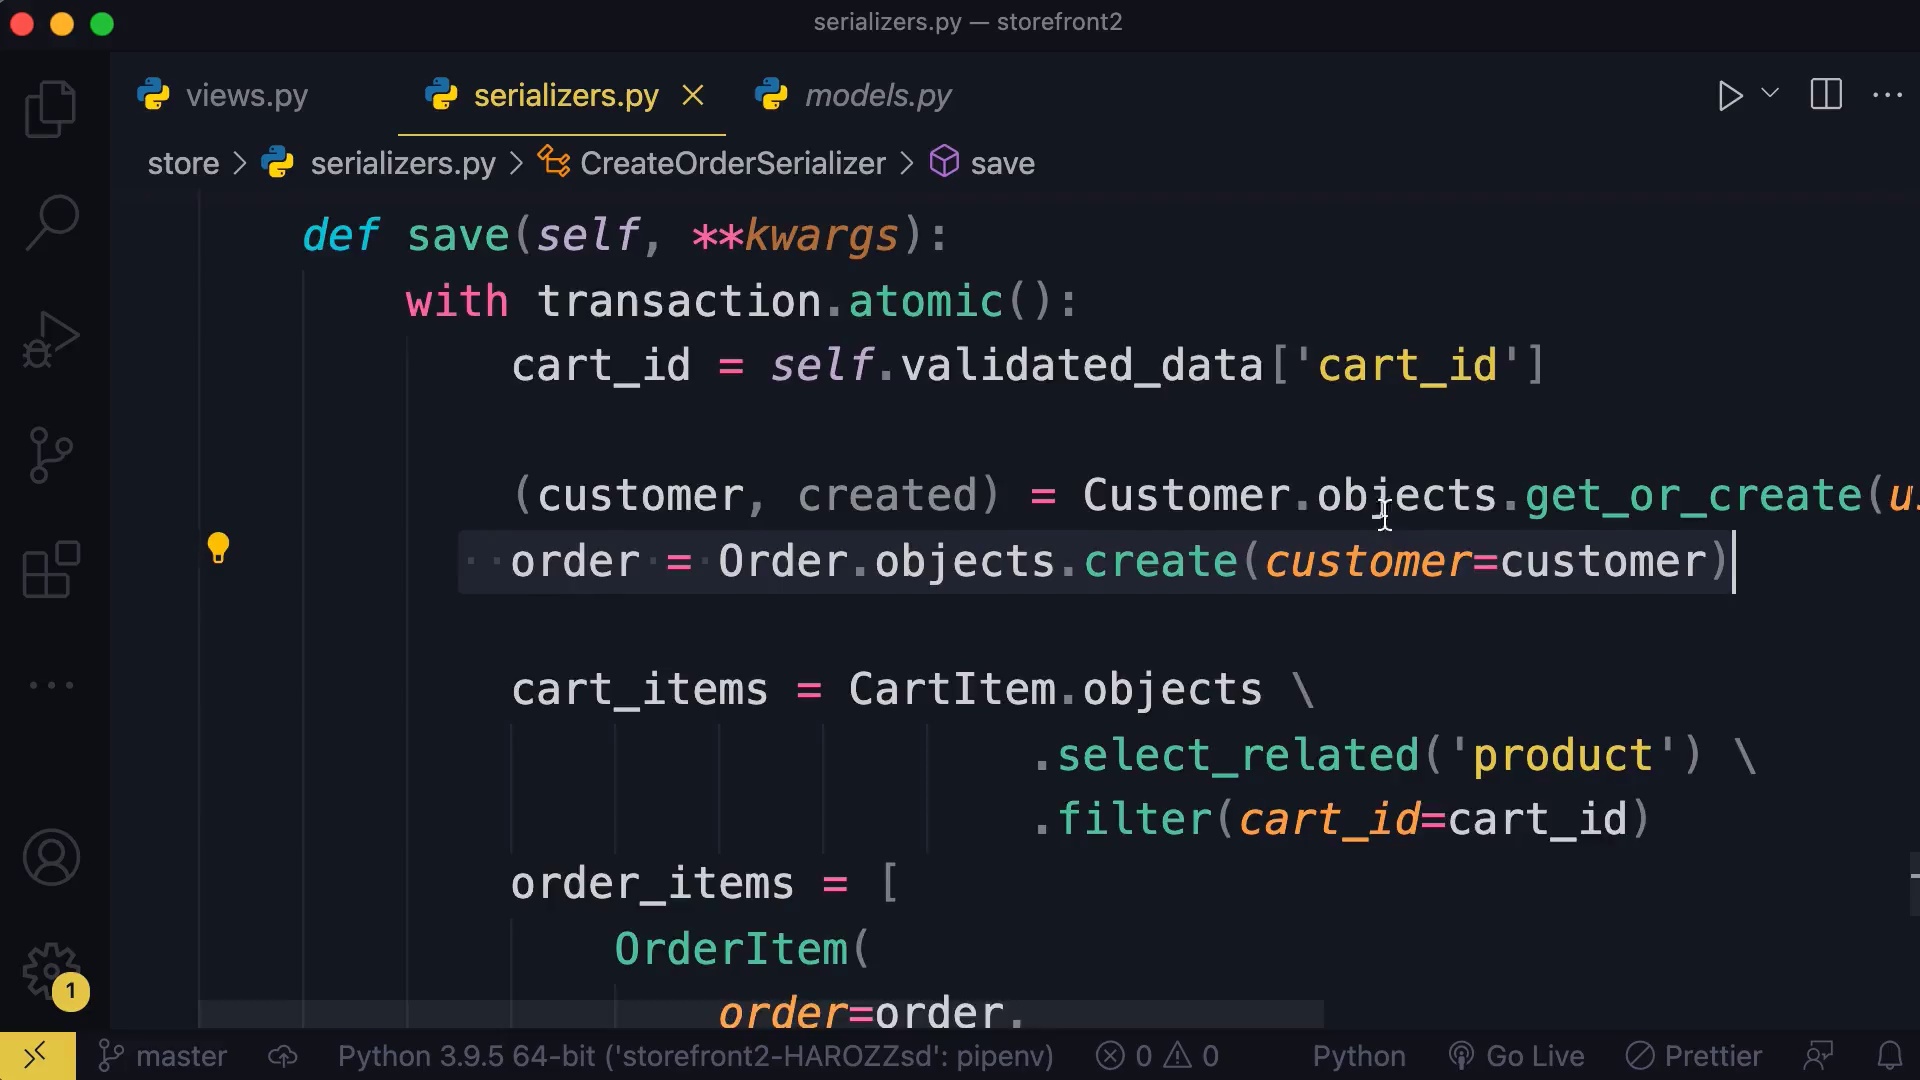 serializers.py — storefront2
views.py serializers.py models.py
store > serializers.py > CreateOrderSerializer > save
def save(self, **kwargs):
with transaction.atomic():
cart_id = self.validated_data['cart_id']
(customer, created) = Customer.objects.get_or_create(u
order = Order.objects.create(customer=customer)
cart_items = CartItem.objects \
.select_related('product') \
.filter(cart_id=cart_id)
order_items = [
OrderItem(
order=order,
1
master Python 3.9.5 64-bit ('storefront2-HAROZZsd': pipenv) 0 0 Python Go Live Prettier